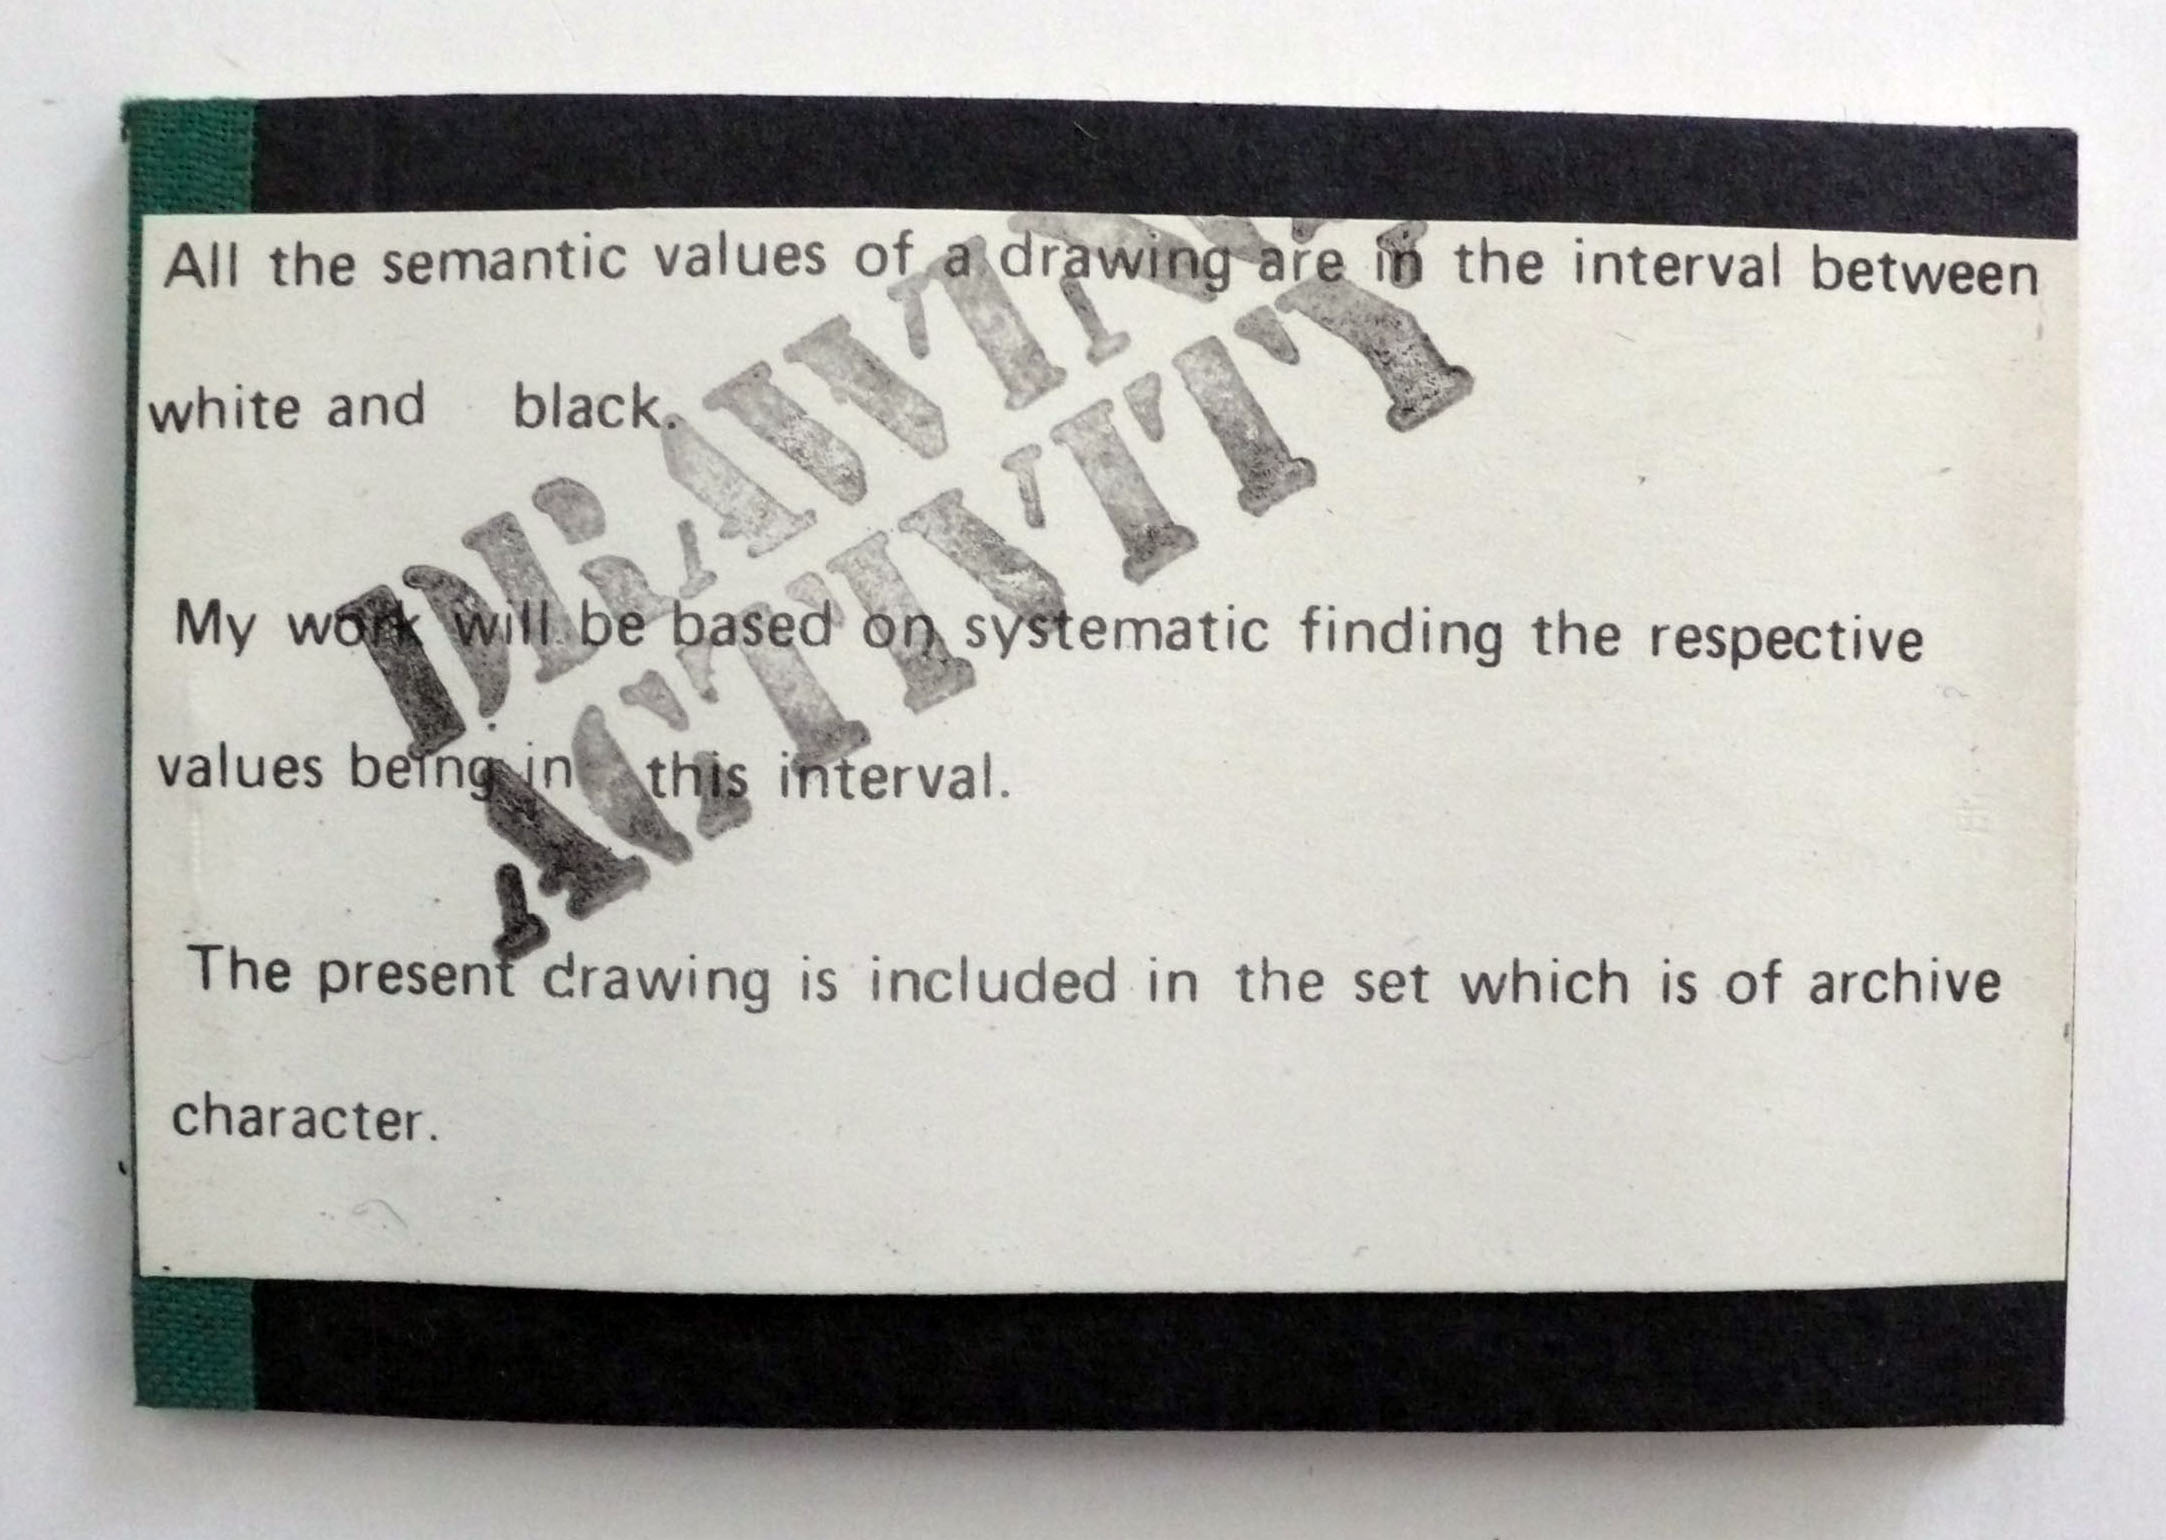 All the semantic values of a drawing are in the interval between
white and black.
My work will be based on systematic finding the respective
values being in this interval.
The present drawing is included in the set which is of archive
character.
DRAWING
ACTIVITY